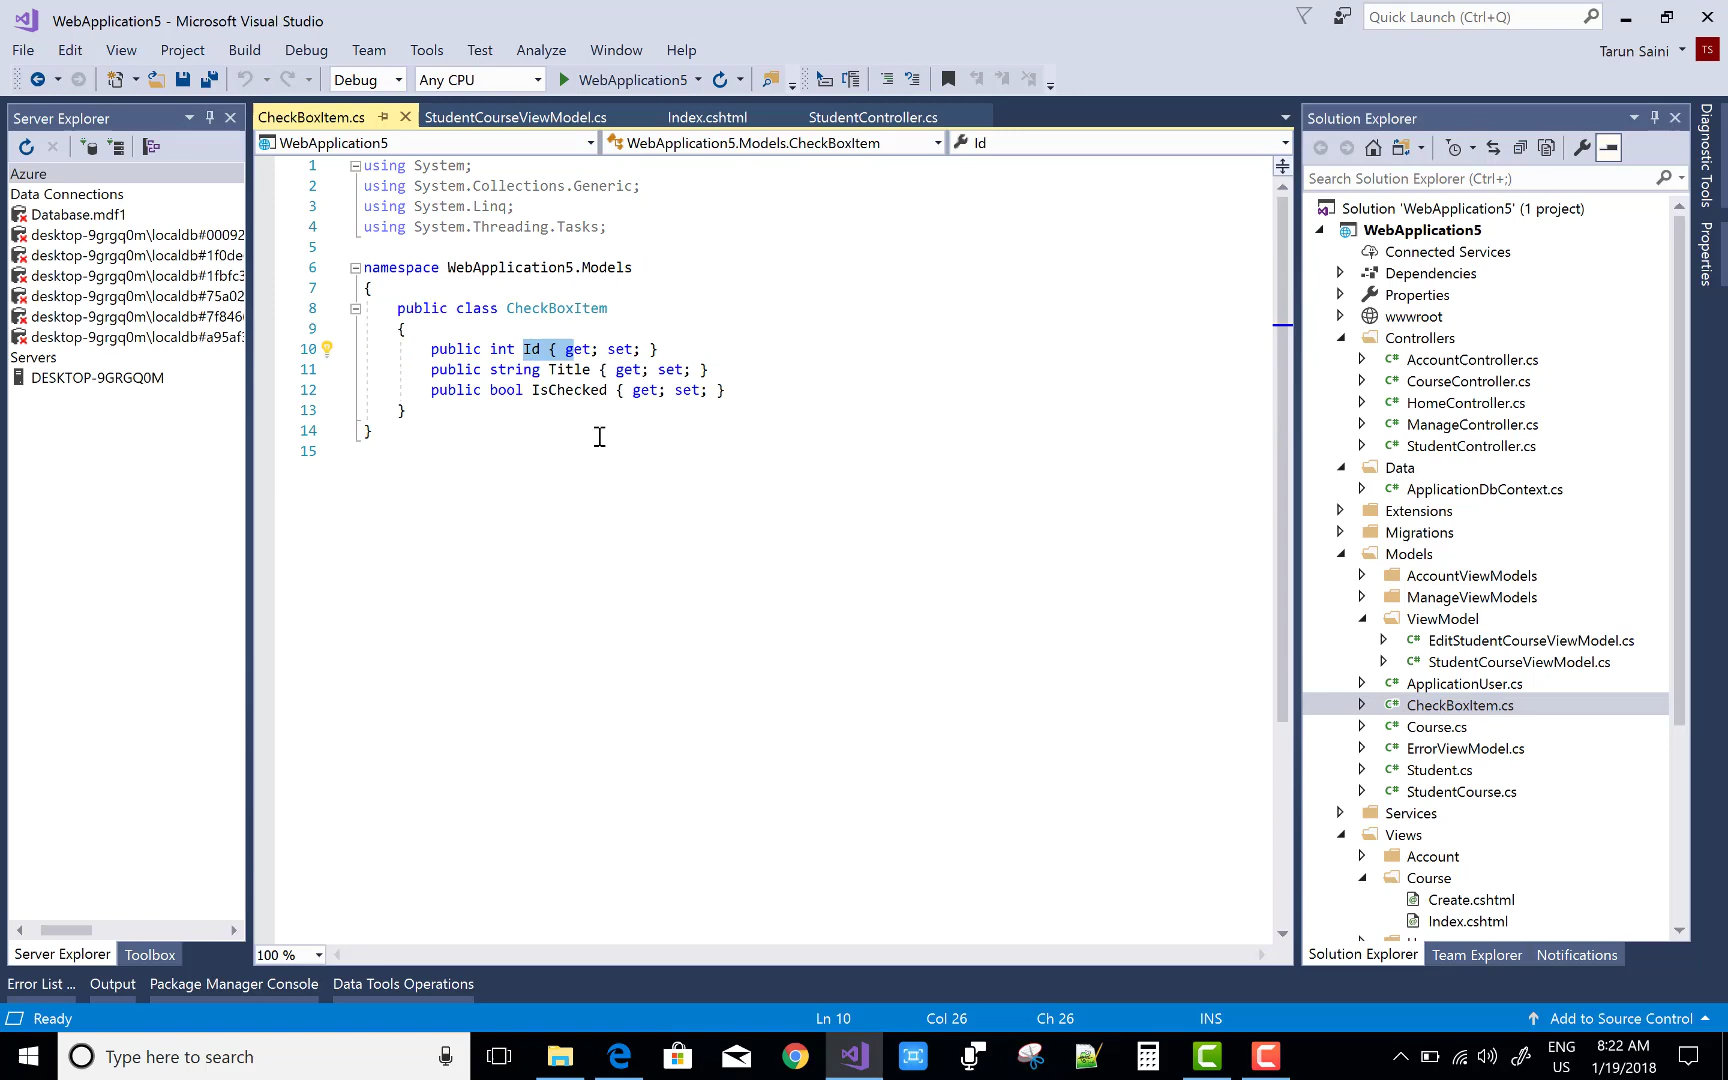 WebApplication5 - Microsoft Visual Studio
Quick Launch (Ctrl+Q)
File Edit View Project Build Debug Team Tools Test Analyze Window Help
Tarun Saini TS
Debug Any CPU WebApplication5
Server Explorer
Azure
Data Connections
Database.mdf1
desktop-9grgq0m\localdb#00092
desktop-9grgq0m\localdb#1f0de
desktop-9grgq0m\localdb#1fbfc3
desktop-9grgq0m\localdb#75a02
desktop-9grgq0m\localdb#7f846
desktop-9grgq0m\localdb#a95af
Servers
DESKTOP-9GRGQ0M
Server Explorer Toolbox
CheckBoxItem.cs StudentCourseViewModel.cs Index.cshtml StudentController.cs
WebApplication5 WebApplication5.Models.CheckBoxItem Id
1 using System;
2 using System.Collections.Generic;
3 using System.Linq;
4 using System.Threading.Tasks;
5
6 namespace WebApplication5.Models
7 {
8 public class CheckBoxItem
9 {
10 public int Id { get; set; }
11 public string Title { get; set; }
12 public bool IsChecked { get; set; }
13 }
14 }
15
100 %
Solution Explorer
Search Solution Explorer (Ctrl+;)
Solution 'WebApplication5' (1 project)
WebApplication5
Connected Services
Dependencies
Properties
wwwroot
Controllers
C# AccountController.cs
C# CourseController.cs
C# HomeController.cs
C# ManageController.cs
C# StudentController.cs
Data
C# ApplicationDbContext.cs
Extensions
Migrations
Models
AccountViewModels
ManageViewModels
ViewModel
C# EditStudentCourseViewModel.cs
C# StudentCourseViewModel.cs
C# ApplicationUser.cs
C# CheckBoxItem.cs
C# Course.cs
C# ErrorViewModel.cs
C# Student.cs
C# StudentCourse.cs
Services
Views
Account
Course
Create.cshtml
Index.cshtml
Solution Explorer Team Explorer Notifications
Diagnostic Tools
Properties
Error List ... Output Package Manager Console Data Tools Operations
Ready Ln 10 Col 26 Ch 26 INS Add to Source Control
Type here to search
ENG
US
8:22 AM
1/19/2018